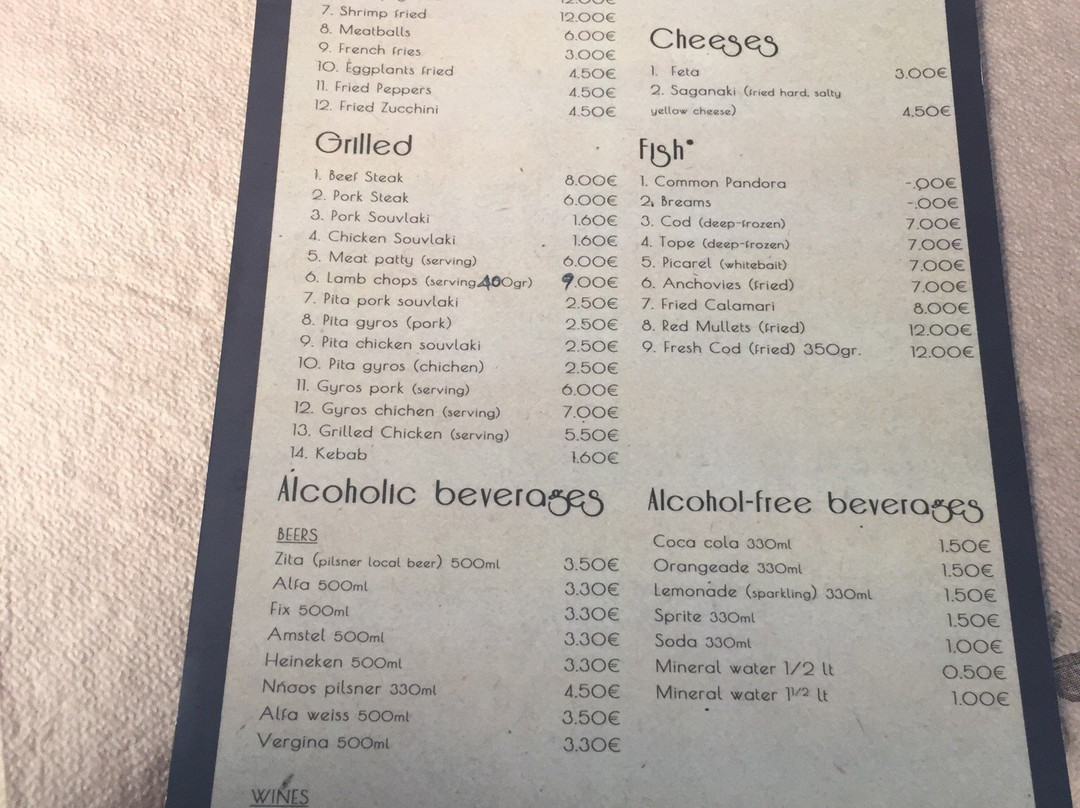 7. Shrimp fried 12.00€
8. Meatballs 6.00€
9. French fries 3.00€
10. Eggplants fried 4.50€
11. Fried Peppers 4.50€
12. Fried Zucchini 4.50€
Cheeses
1. Feta 3.00€
2. Saganaki (fried hard, salty
yellow cheese) 4,50€
Grilled
1. Beef Steak 8.00€
2. Pork Steak 6.00€
3. Pork Souvlaki 1.60€
4. Chicken Souvlaki 1.60€
5. Meat patty (serving) 6.00€
6. Lamb chops (serving 400gr) 9.00€
7. Pita pork souvlaki 2.50€
8. Pita gyros (pork) 2.50€
9. Pita chicken souvlaki 2.50€
10. Pita gyros (chichen) 2.50€
11. Gyros pork (serving) 6.00€
12. Gyros chichen (serving) 7.00€
13. Grilled Chicken (serving) 5.50€
14. Kebab 1.60€
Fish*
1. Common Pandora -.00€
2. Breams -.00€
3. Cod (deep-frozen) 7.00€
4. Tope (deep-frozen) 7.00€
5. Picarel (whitebait) 7.00€
6. Anchovies (fried) 7.00€
7. Fried Calamari 8.00€
8. Red Mullets (fried) 12.00€
9. Fresh Cod (fried) 350gr. 12.00€
Alcoholic beverages
BEERS
Zita (pilsner local beer) 500ml 3.50€
Alfa 500ml 3.30€
Fix 500ml 3.30€
Amstel 500ml 3.30€
Heineken 500ml 3.30€
Nήσος pilsner 330ml 4.50€
Alfa weiss 500ml 3.50€
Vergina 500ml 3.30€
WINES
Alcohol-free beverages
Coca cola 330ml 1.50€
Orangeade 330ml 1.50€
Lemonade (sparkling) 330ml 1.50€
Sprite 330ml 1.50€
Soda 330ml 1.00€
Mineral water 1/2 lt 0.50€
Mineral water 1 1/2 lt 1.00€